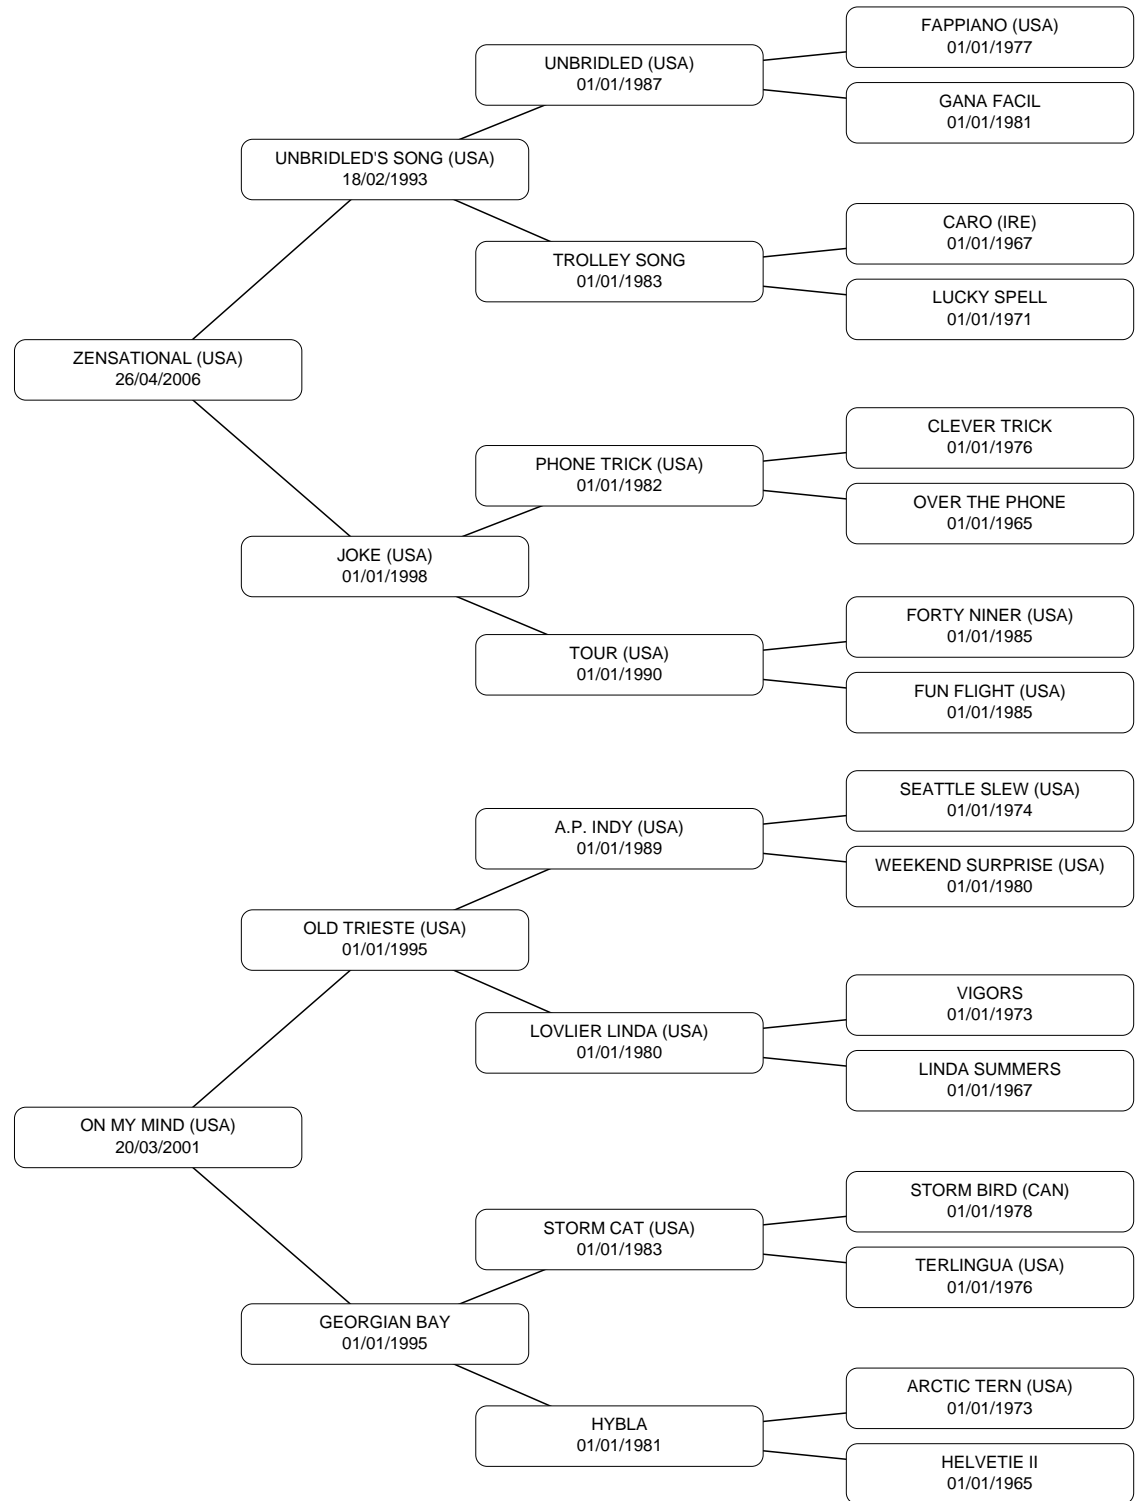 FAPPIANO (USA)
01/01/1977
UNBRIDLED (USA)
01/01/1987
GANA FACIL
01/01/1981
UNBRIDLED'S SONG (USA)
18/02/1993
CARO (IRE)
01/01/1967
TROLLEY SONG
01/01/1983
LUCKY SPELL
01/01/1971
ZENSATIONAL (USA)
26/04/2006
CLEVER TRICK
01/01/1976
PHONE TRICK (USA)
01/01/1982
OVER THE PHONE
01/01/1965
JOKE (USA)
01/01/1998
FORTY NINER (USA)
01/01/1985
TOUR (USA)
01/01/1990
FUN FLIGHT (USA)
01/01/1985
SEATTLE SLEW (USA)
01/01/1974
A.P. INDY (USA)
01/01/1989
WEEKEND SURPRISE (USA)
01/01/1980
OLD TRIESTE (USA)
01/01/1995
VIGORS
01/01/1973
LOVLIER LINDA (USA)
01/01/1980
LINDA SUMMERS
01/01/1967
ON MY MIND (USA)
20/03/2001
STORM BIRD (CAN)
01/01/1978
STORM CAT (USA)
01/01/1983
TERLINGUA (USA)
01/01/1976
GEORGIAN BAY
01/01/1995
ARCTIC TERN (USA)
01/01/1973
HYBLA
01/01/1981
HELVETIE II
01/01/1965